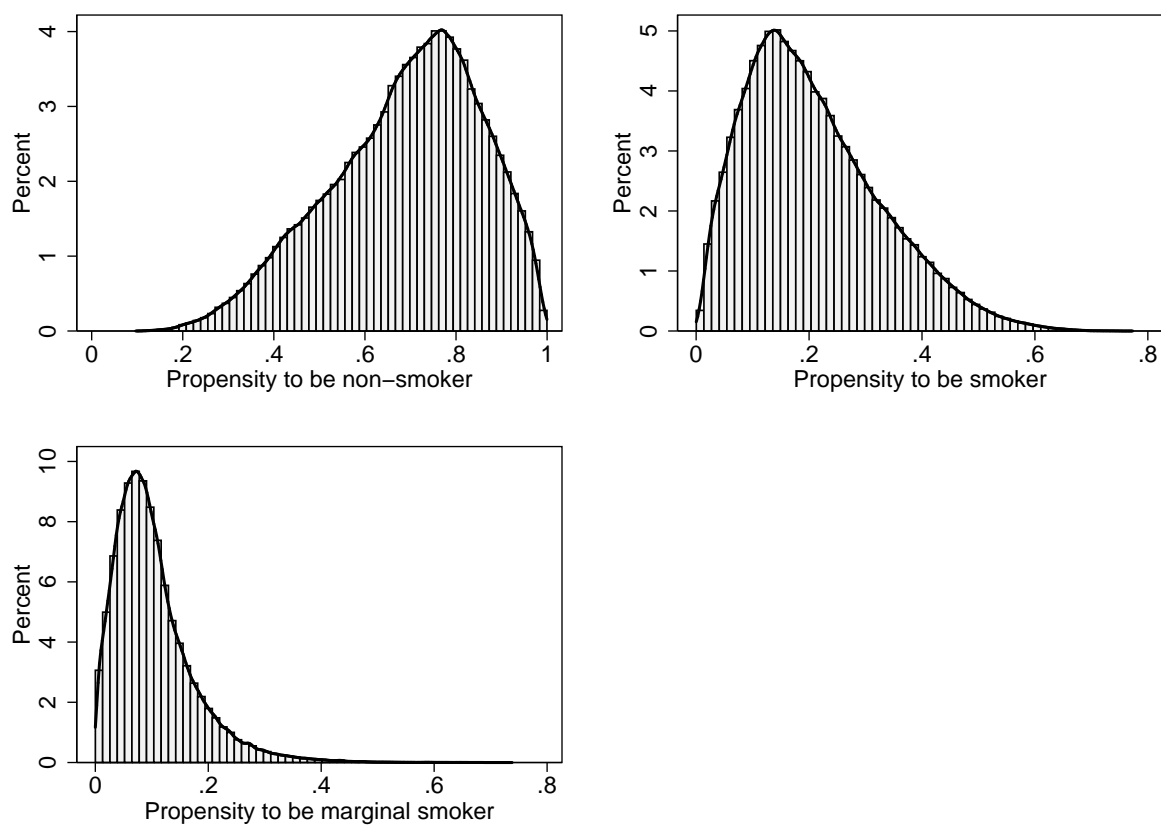 Percent
4
3
2
1
0
0 .2 .4 .6 .8 1
Propensity to be non−smoker
Percent
5
4
3
2
1
0
0 .2 .4 .6 .8
Propensity to be smoker
Percent
10
8
6
4
2
0
0 .2 .4 .6 .8
Propensity to be marginal smoker